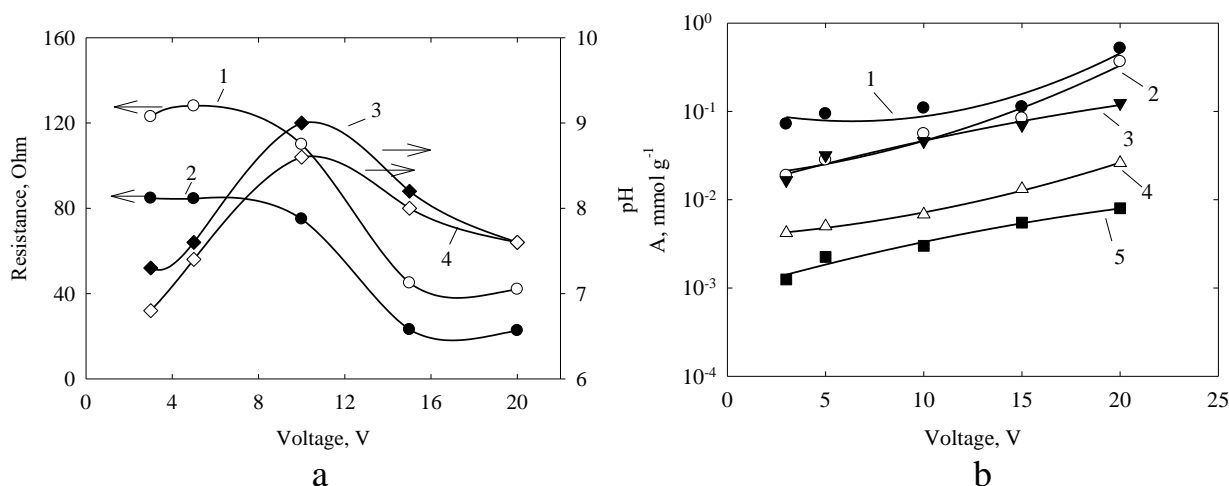 160
120
80
40
0
Resistance, Ohm
0 4 8 12 16 20
Voltage, V
10
9
8
7
6
pH
1
2
3
4
a
10⁰
10⁻¹
10⁻²
10⁻³
10⁻⁴
A, mmol g⁻¹
0 5 10 15 20 25
Voltage, V
1
2
3
4
5
b